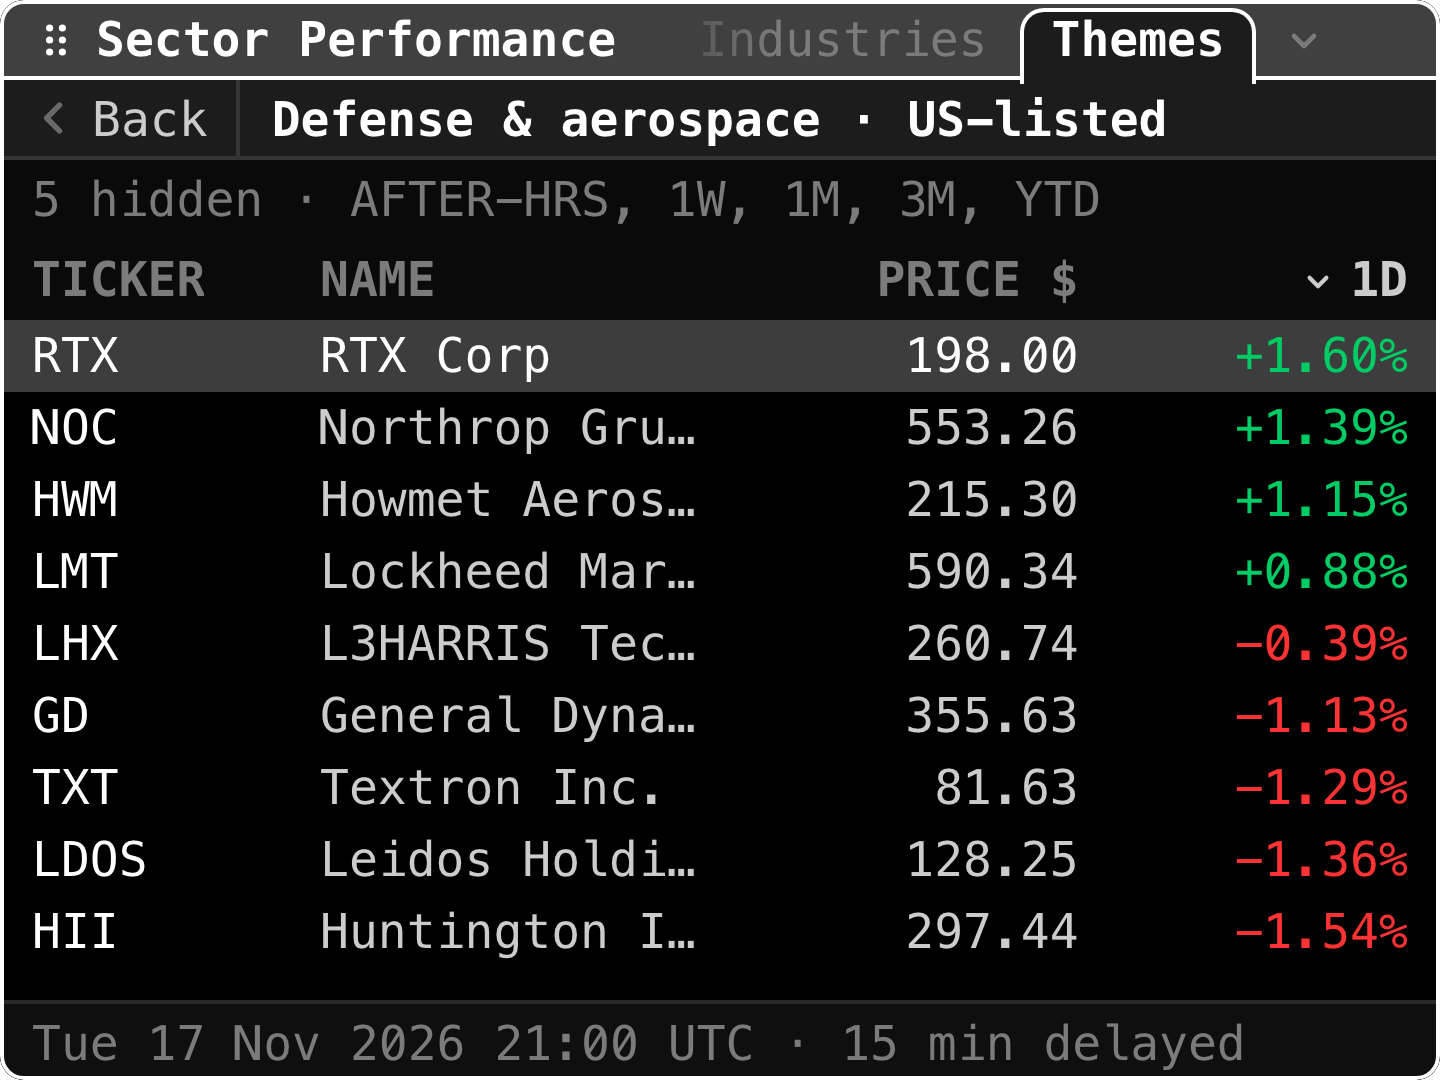 Sector Performance Industries Themes
Back Defense & aerospace · US–listed
5 hidden · AFTER–HRS, 1W, 1M, 3M, YTD
TICKER NAME PRICE $ 1D
RTX RTX Corp 198.00 +1.60%
NOC Northrop Gru… 553.26 +1.39%
HWM Howmet Aeros… 215.30 +1.15%
LMT Lockheed Mar… 590.34 +0.88%
LHX L3HARRIS Tec… 260.74 −0.39%
GD General Dyna… 355.63 −1.13%
TXT Textron Inc. 81.63 −1.29%
LDOS Leidos Holdi… 128.25 −1.36%
HII Huntington I… 297.44 −1.54%
Tue 17 Nov 2026 21:00 UTC · 15 min delayed